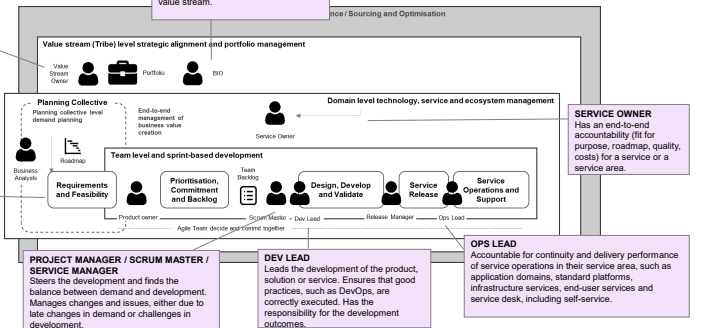 value stream.
nce / Sourcing and Optimisation
Value stream (Tribe) level strategic alignment and portfolio management
Value
Stream
Owner
Portfolio
BIO
Planning Collective
Planning collective level
demand planning
End-to-end
management of
business value
creation
Domain level technology, service and ecosystem management
Service Owner
SERVICE OWNER
Has an end-to-end
accountability (fit for
purpose, roadmap, quality,
costs) for a service or a
service area.
Business
Analysts
Roadmap
Team level and sprint-based development
Requirements
and Feasibility
Prioritisation,
Commitment
and Backlog
Team
Backlog
Design, Develop
and Validate
Service
Release
Service
Operations and
Support
Product owner
Scrum Master
Dev Lead
Release Manager
Ops Lead
Agile Team decide and commit together
PROJECT MANAGER / SCRUM MASTER /
SERVICE MANAGER
Steers the development and finds the
balance between demand and development.
Manages changes and issues, either due to
late changes in demand or challenges in
development.
DEV LEAD
Leads the development of the product,
solution or service. Ensures that good
practices, such as DevOps, are
correctly executed. Has the
responsibility for the development
outcomes.
OPS LEAD
Accountable for continuity and delivery performance
of service operations in their service area, such as
application domains, standard platforms,
infrastructure services, end-user services and
service desk, including self-service.